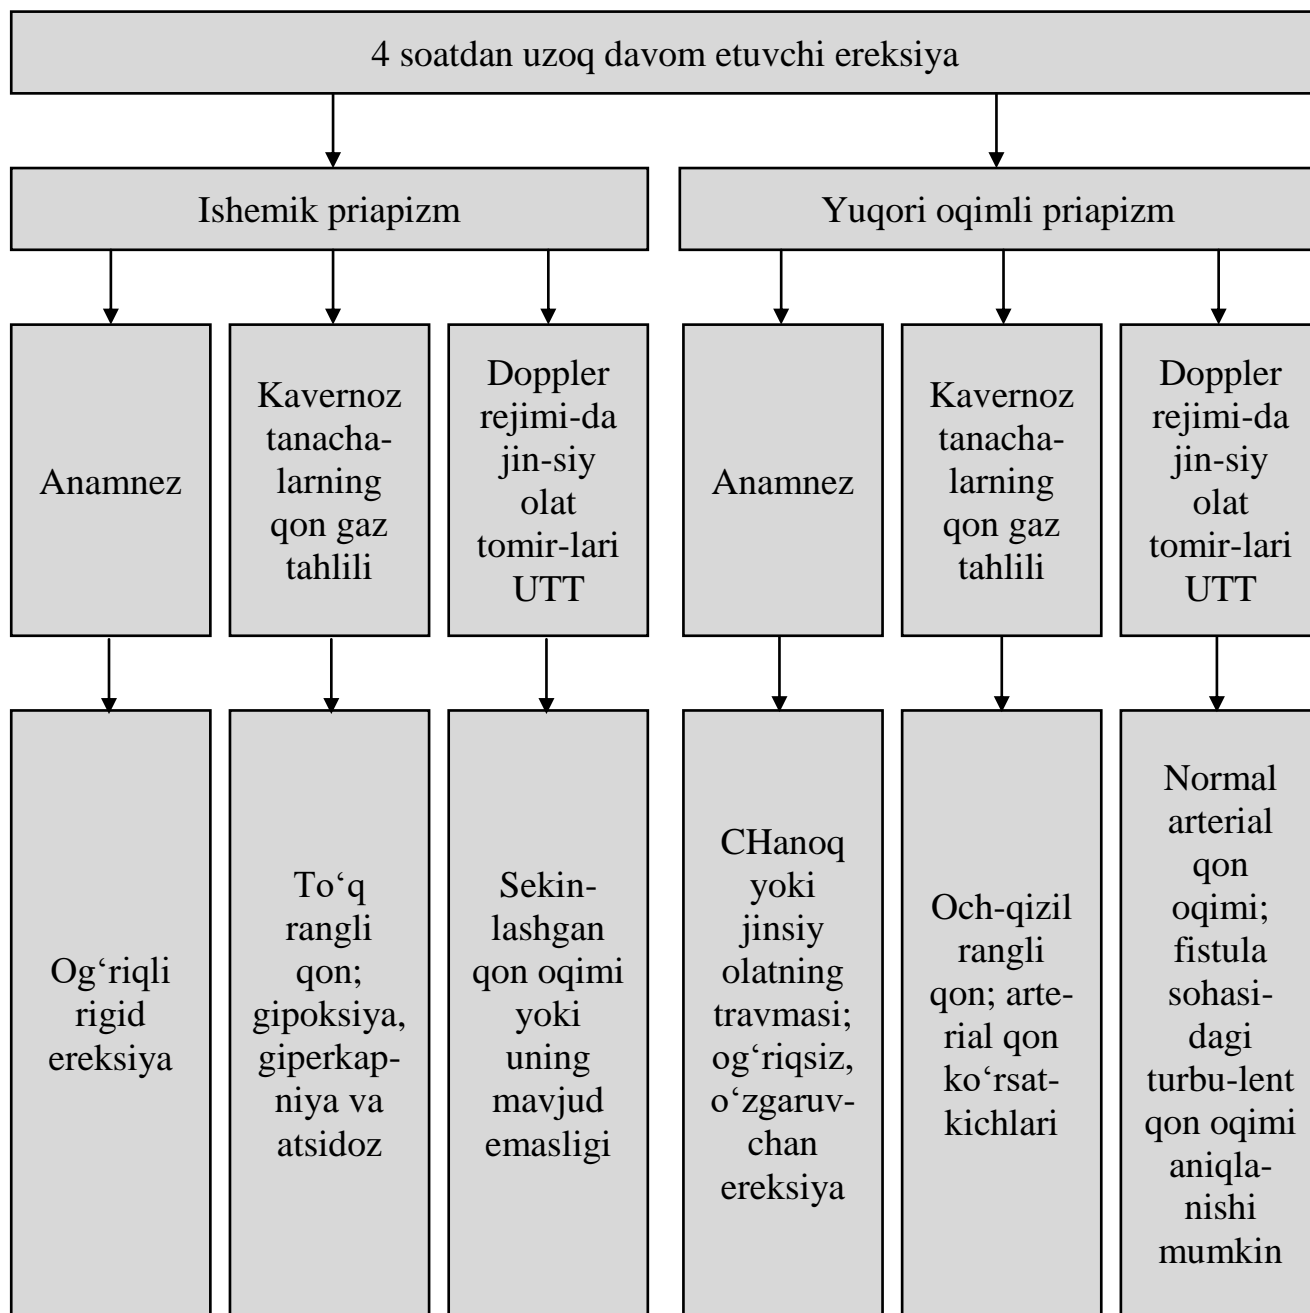 4 soatdan uzoq davom etuvchi ereksiya
Ishemik priapizm
Yuqori oqimli priapizm
Anamnez
Kavernoz
tanacha-
larning
qon gaz
tahlili
Doppler
rejimi-da
jin-siy
olat
tomir-lari
UTT
Anamnez
Kavernoz
tanacha-
larning
qon gaz
tahlili
Doppler
rejimi-da
jin-siy
olat
tomir-lari
UTT
Og‘riqli
rigid
ereksiya
To‘q
rangli
qon;
gipoksiya,
giperkap-
niya va
atsidoz
Sekin-
lashgan
qon oqimi
yoki
uning
mavjud
emasligi
CHanoq
yoki
jinsiy
olatning
travmasi;
og‘riqsiz,
o‘zgaruv-
chan
ereksiya
Och-qizil
rangli
qon; arte-
rial qon
ko‘rsat-
kichlari
Normal
arterial
qon
oqimi;
fistula
sohasi-
dagi
turbu-lent
qon oqimi
aniqla-
nishi
mumkin